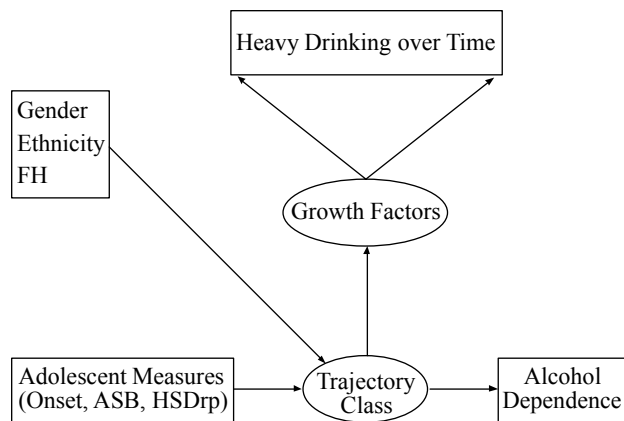 Heavy Drinking over Time
Gender
Ethnicity
FH
Growth Factors
Adolescent Measures
(Onset, ASB, HSDrp)
Trajectory
Class
Alcohol
Dependence